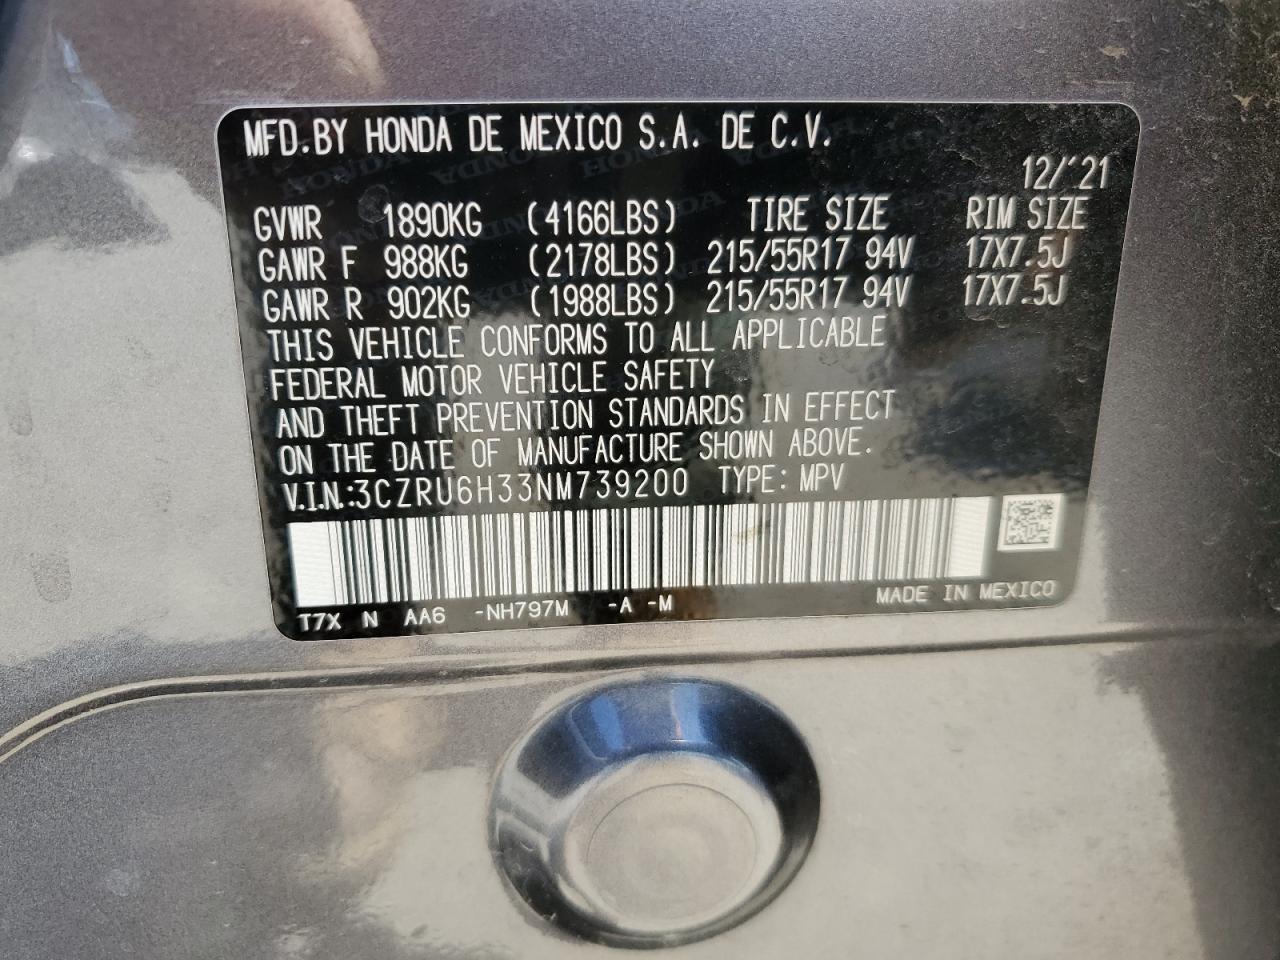 MFD.BY HONDA DE MEXICO S.A. DE C.V.
12/'21
GVWR 1890KG (4166LBS) TIRE SIZE RIM SIZE
GAWR F 988KG (2178LBS) 215/55R17 94V 17X7.5J
GAWR R 902KG (1988LBS) 215/55R17 94V 17X7.5J
THIS VEHICLE CONFORMS TO ALL APPLICABLE
FEDERAL MOTOR VEHICLE SAFETY
AND THEFT PREVENTION STANDARDS IN EFFECT
ON THE DATE OF MANUFACTURE SHOWN ABOVE.
V.I.N.:3CZRU6H33NM739200 TYPE: MPV
T7X N AA6 -NH797M -A -M MADE IN MEXICO